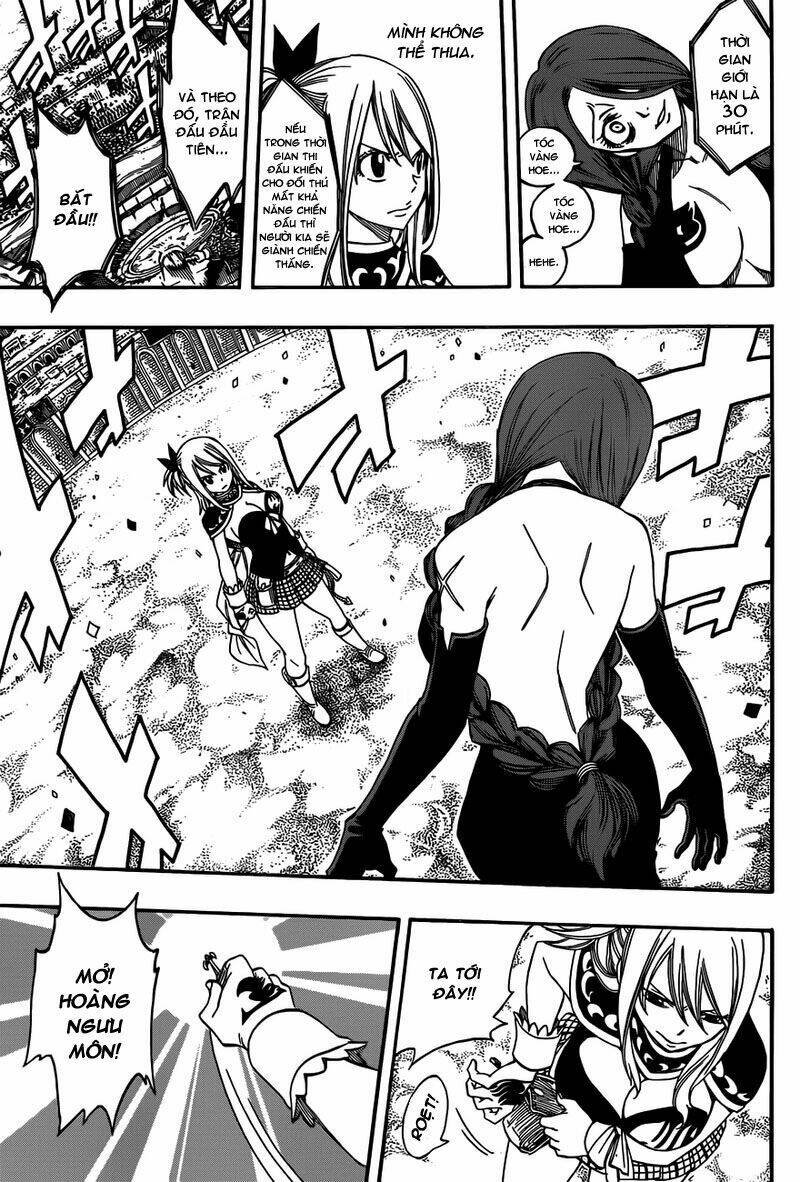 THỜI
GIAN
GIỚI
HẠN LÀ
30
PHÚT.
TÓC
VÀNG
HOE...
TÓC
VÀNG
HOE...
HEHE.
MÌNH KHÔNG
THỂ THUA.
NẾU
TRONG THỜI
GIAN THI
ĐẤU KHIẾN
CHO ĐỐI THỦ
MẤT KHẢ
NĂNG CHIẾN
ĐẤU THÌ
NGƯỜI KIA SẼ
GIÀNH CHIẾN
THẮNG.
VÀ THEO
ĐÓ, TRẬN
ĐẤU ĐẦU
TIÊN...
BẮT
ĐẦU!!
TA TỚI
ĐÂY!!
ROẸT!
MỞ!
HOÀNG
NGƯU
MÔN!